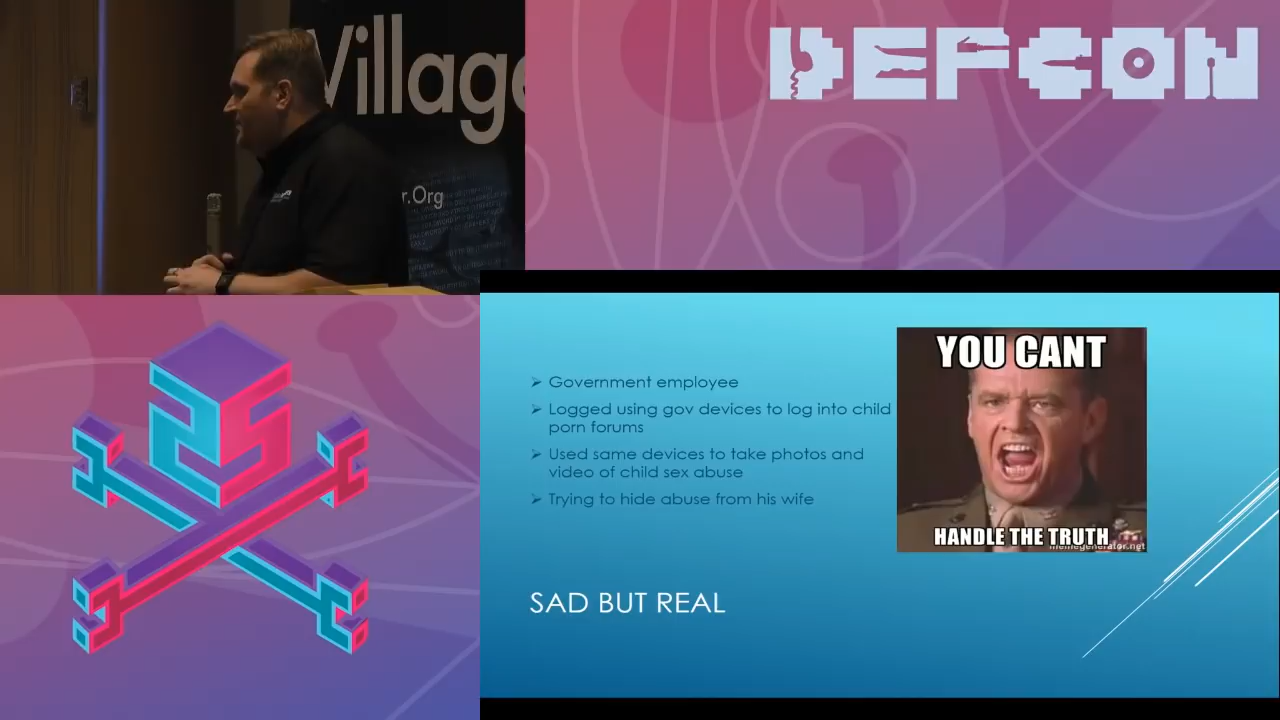 Village
r.Org
DEFCON
Government employee
Logged using gov devices to log into child
porn forums
Used same devices to take photos and
video of child sex abuse
Trying to hide abuse from his wife
YOU CANT
HANDLE THE TRUTH
memegenerator.net
SAD BUT REAL